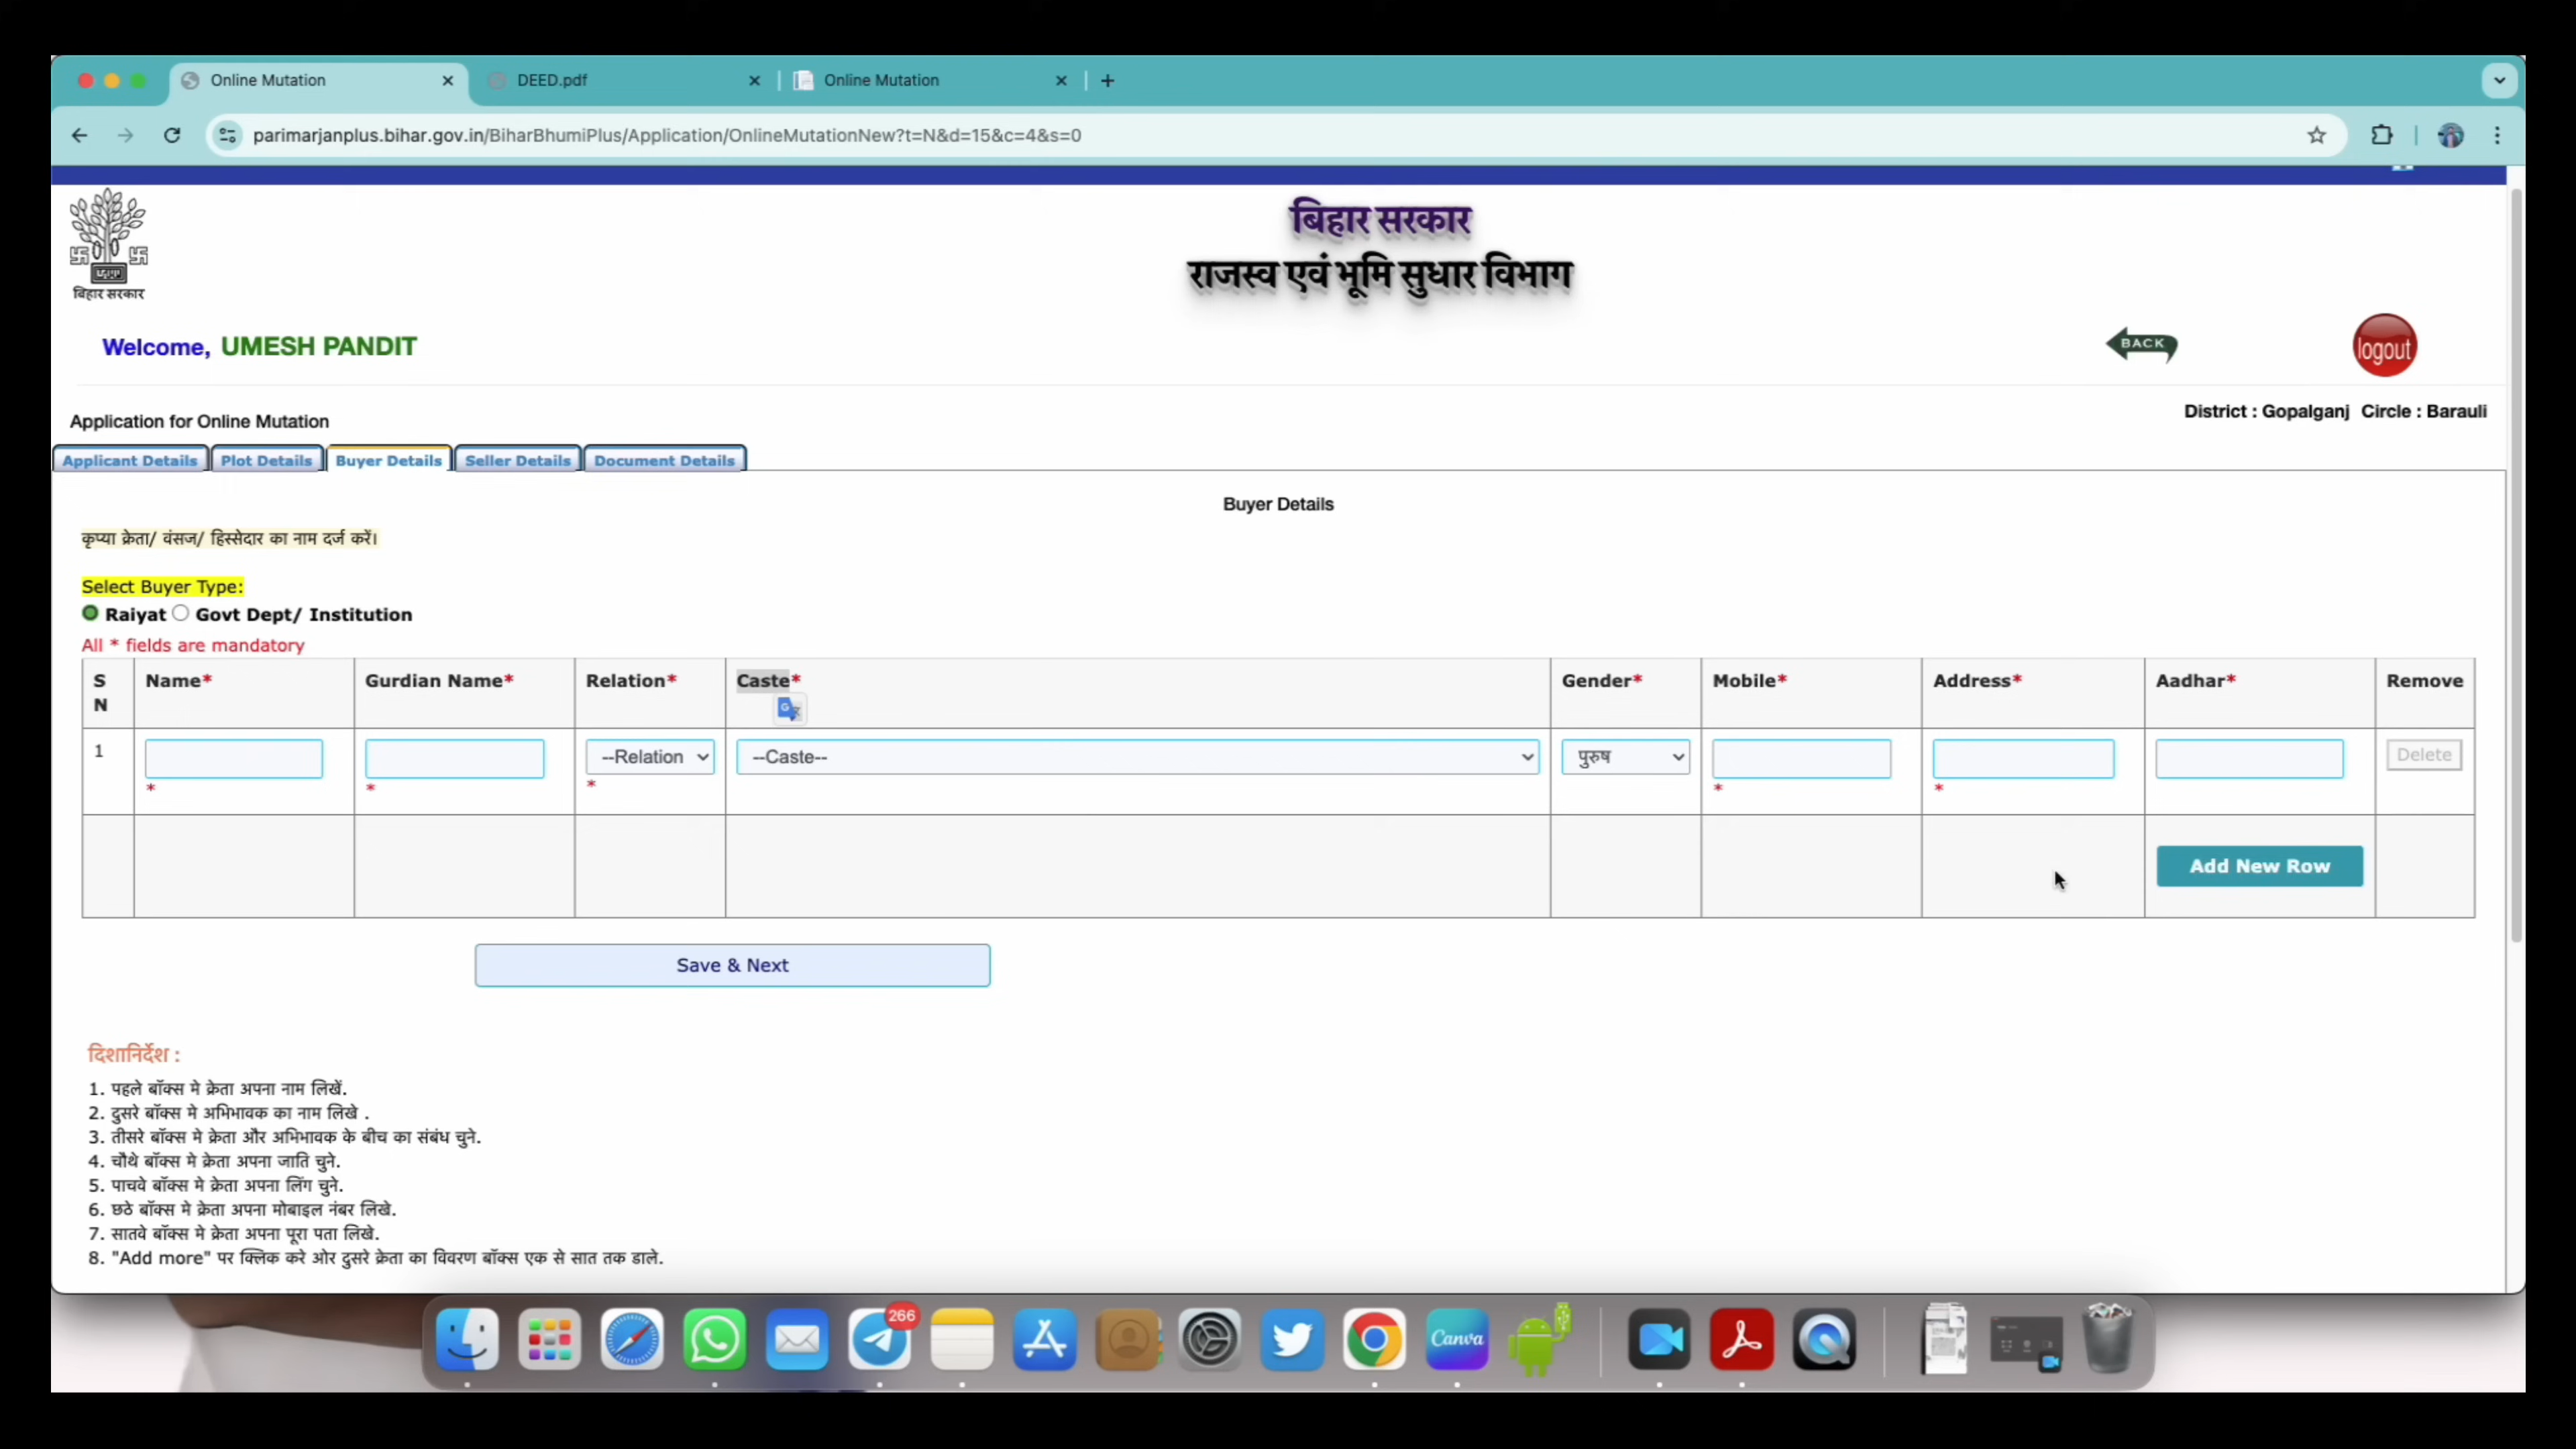 Online Mutation
DEED.pdf
Online Mutation
parimarjanplus.bihar.gov.in/BiharBhumiPlus/Application/OnlineMutationNew?t=N&d=15&c=4&s=0
बिहार सरकार
बिहार सरकार
राजस्व एवं भूमि सुधार विभाग
Welcome, UMESH PANDIT
BACK
logout
District : Gopalganj Circle : Barauli
Application for Online Mutation
Applicant Details Plot Details Buyer Details Seller Details Document Details
Buyer Details
कृप्या क्रेता/ वंसज/ हिस्सेदार का नाम दर्ज करें।
Select Buyer Type:
Raiyat Govt Dept/ Institution
All * fields are mandatory
S N Name* Gurdian Name* Relation* Caste* Gender* Mobile* Address* Aadhar* Remove
1 --Relation --Caste-- पुरुष Delete
* * * * *
Add New Row
Save & Next
दिशानिर्देश :
1. पहले बॉक्स मे क्रेता अपना नाम लिखें.
2. दुसरे बॉक्स मे अभिभावक का नाम लिखे .
3. तीसरे बॉक्स मे क्रेता और अभिभावक के बीच का संबंध चुने.
4. चौथे बॉक्स मे क्रेता अपना जाति चुने.
5. पाचवे बॉक्स मे क्रेता अपना लिंग चुने.
6. छठे बॉक्स मे क्रेता अपना मोबाइल नंबर लिखे.
7. सातवे बॉक्स मे क्रेता अपना पूरा पता लिखे.
8. "Add more" पर क्लिक करे ओर दुसरे क्रेता का विवरण बॉक्स एक से सात तक डाले.
266
Canva